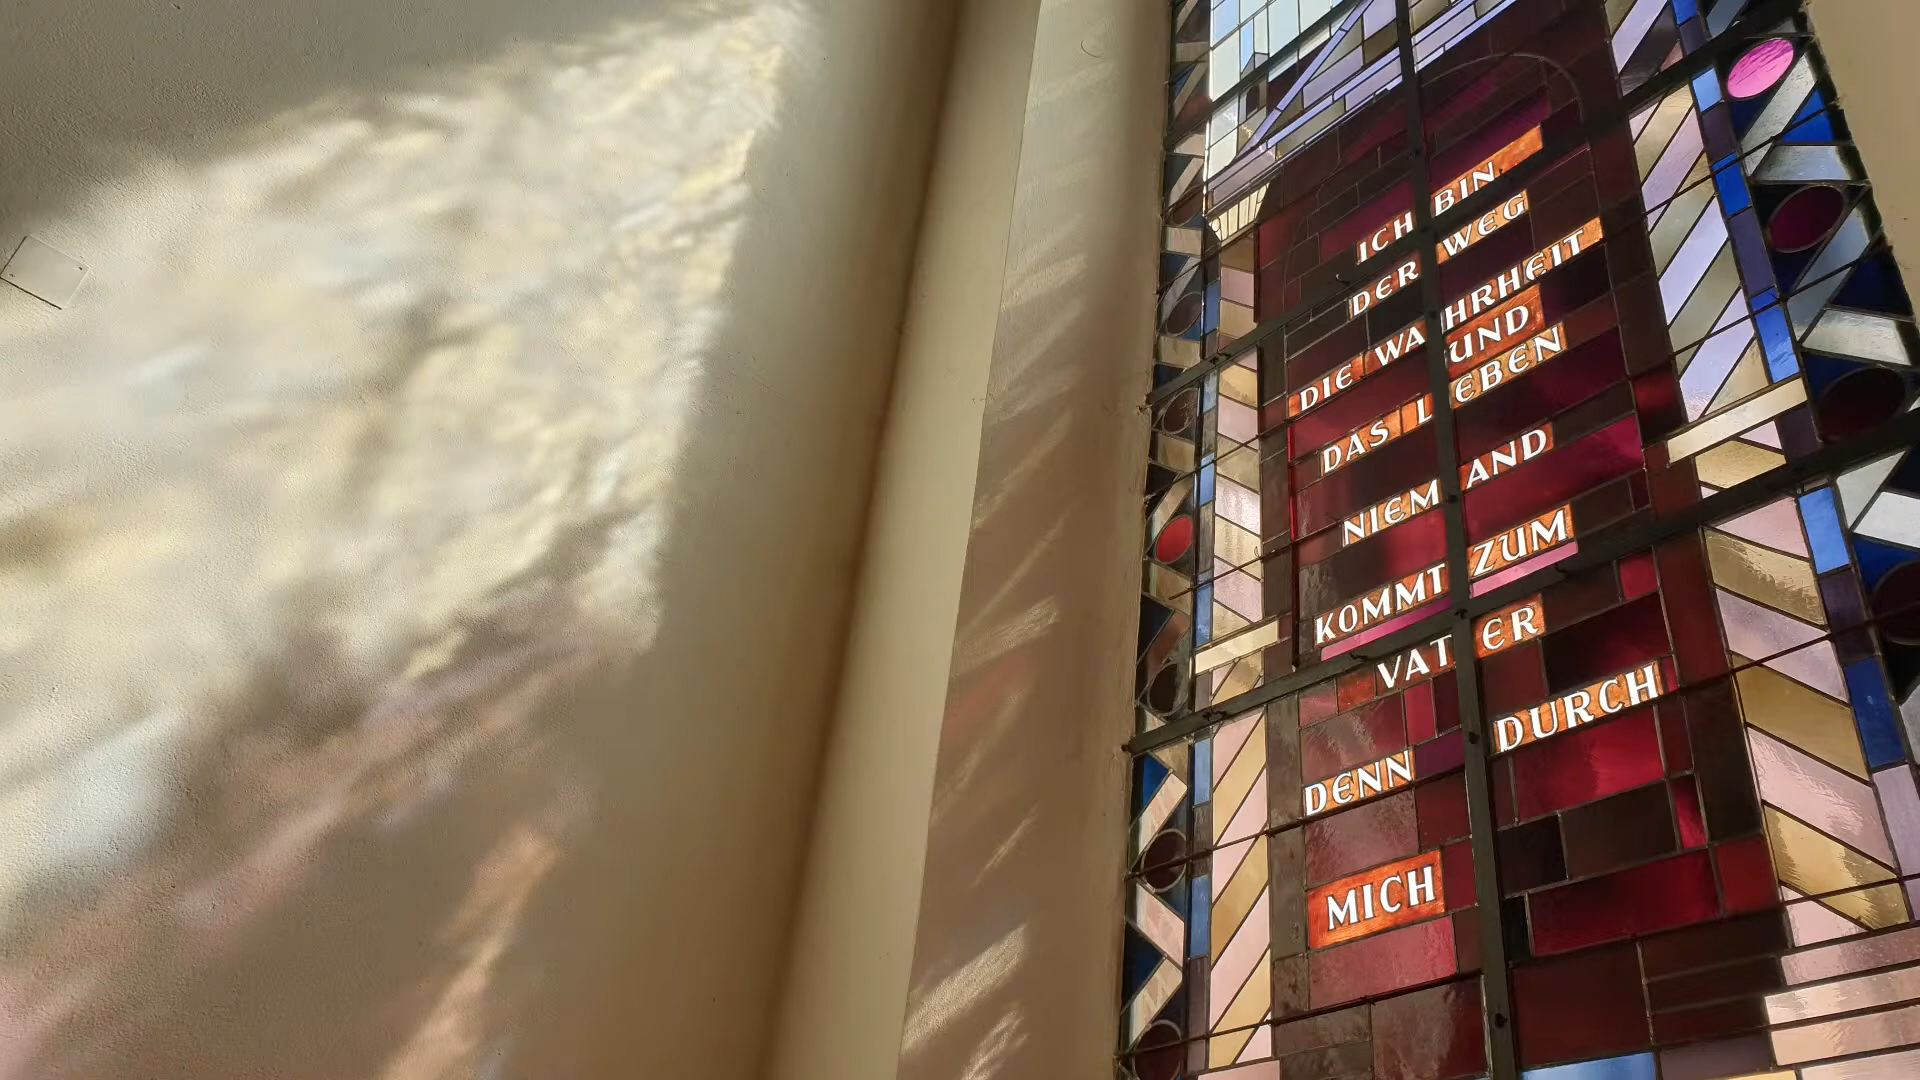 ICH BIN
DER WEG
DIE WAHRHEIT
UND
DAS LEBEN
NIEMAND
KOMMT ZUM
VATER
DENN DURCH
MICH